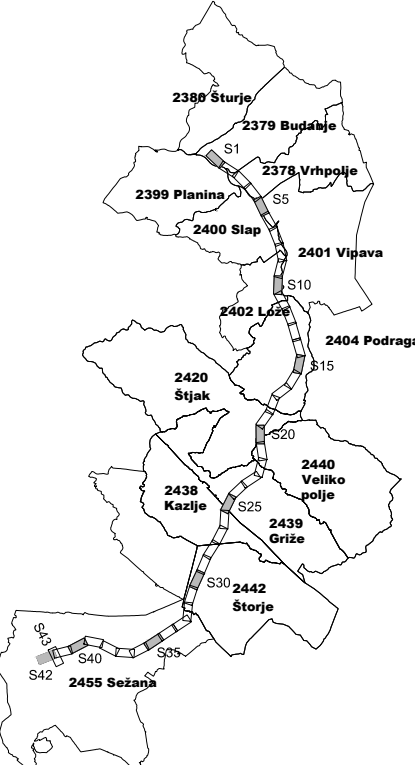 2380 Šturje
2379 Budanje
S1
2378 Vrhpolje
2399 Planina
S5
2400 Slap
2401 Vipava
S10
2402 Lože
2404 Podraga
S15
2420
Štjak
S20
2440
Veliko
polje
2438
Kazlje
S25
2439
Griže
S30
2442
Štorje
S43
S35
S40
S42
2455 Sežana